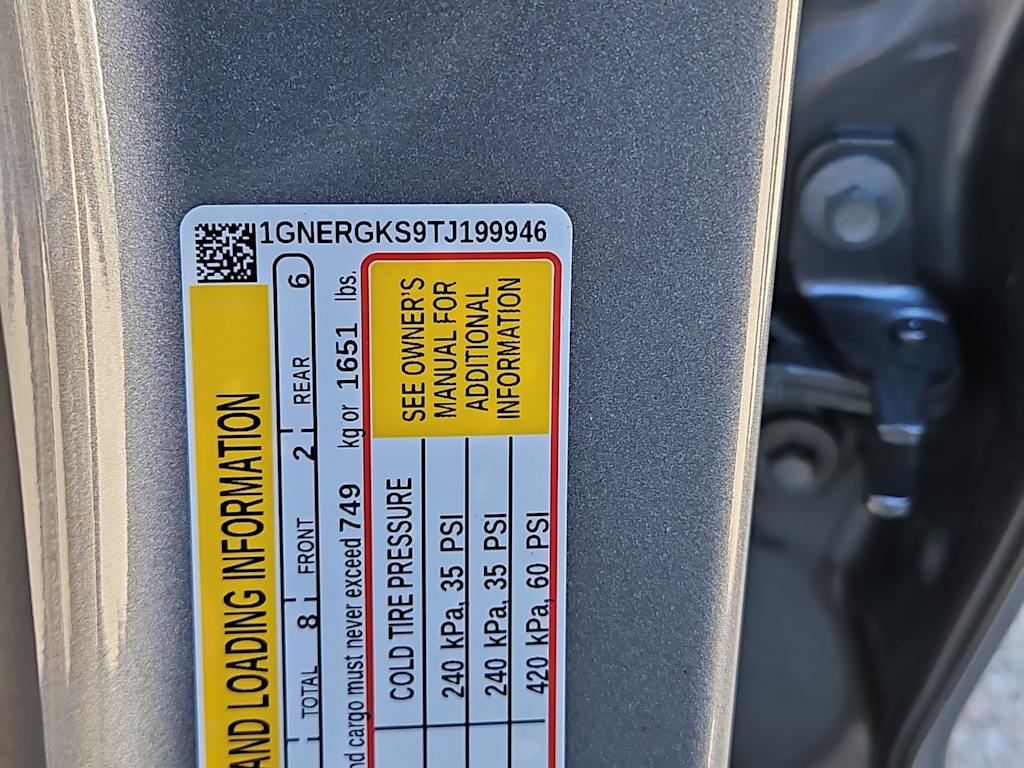 1GNERGKS9TJ199946
AND LOADING INFORMATION
TOTAL 8 FRONT 2 REAR 6
cargo must never exceed 749 kg or 1651 lbs.
COLD TIRE PRESSURE
240 kPa, 35 PSI
240 kPa, 35 PSI
420 kPa, 60 PSI
SEE OWNER'S
MANUAL FOR
ADDITIONAL
INFORMATION